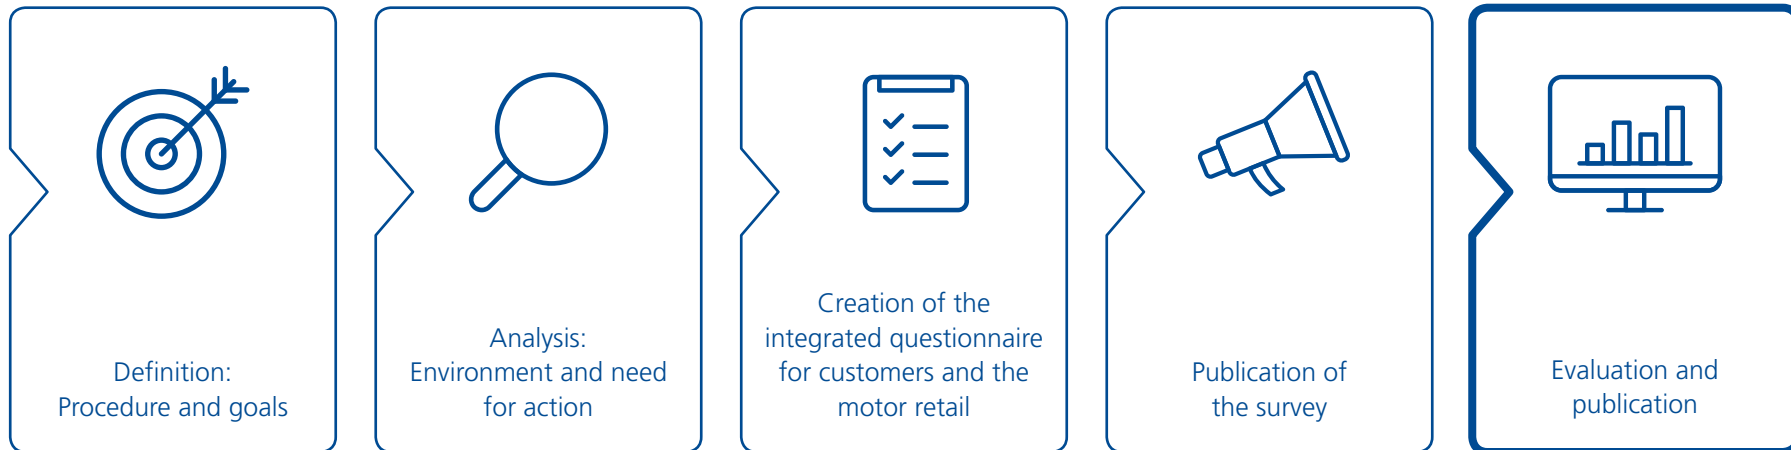 Definition:
Procedure and goals
Analysis:
Environment and need
for action
Creation of the
integrated questionnaire
for customers and the
motor retail
Publication of
the survey
Evaluation and
publication